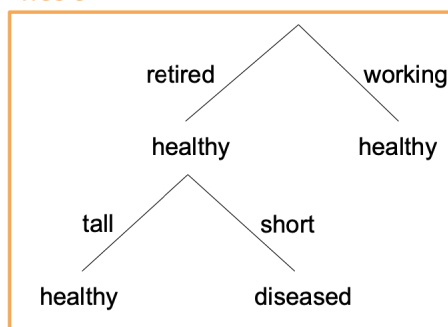 retired working
healthy healthy
tall short
healthy diseased